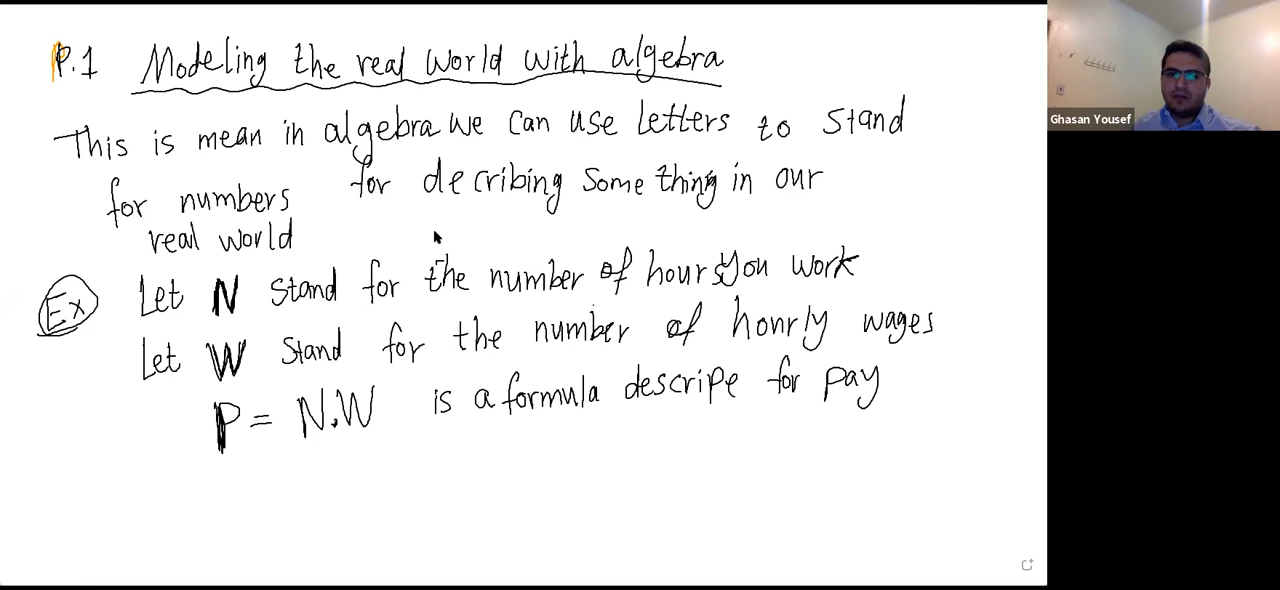 P.1 Modeling the real world with algebra
This is mean in algebra we can use letters to stand
for numbers for decribing some thing in our
real world
Ex Let N stand for the number of hours you work
Let W stand for the number of hourly wages
P = N.W is a formula descripe for pay
Ghasan Yousef